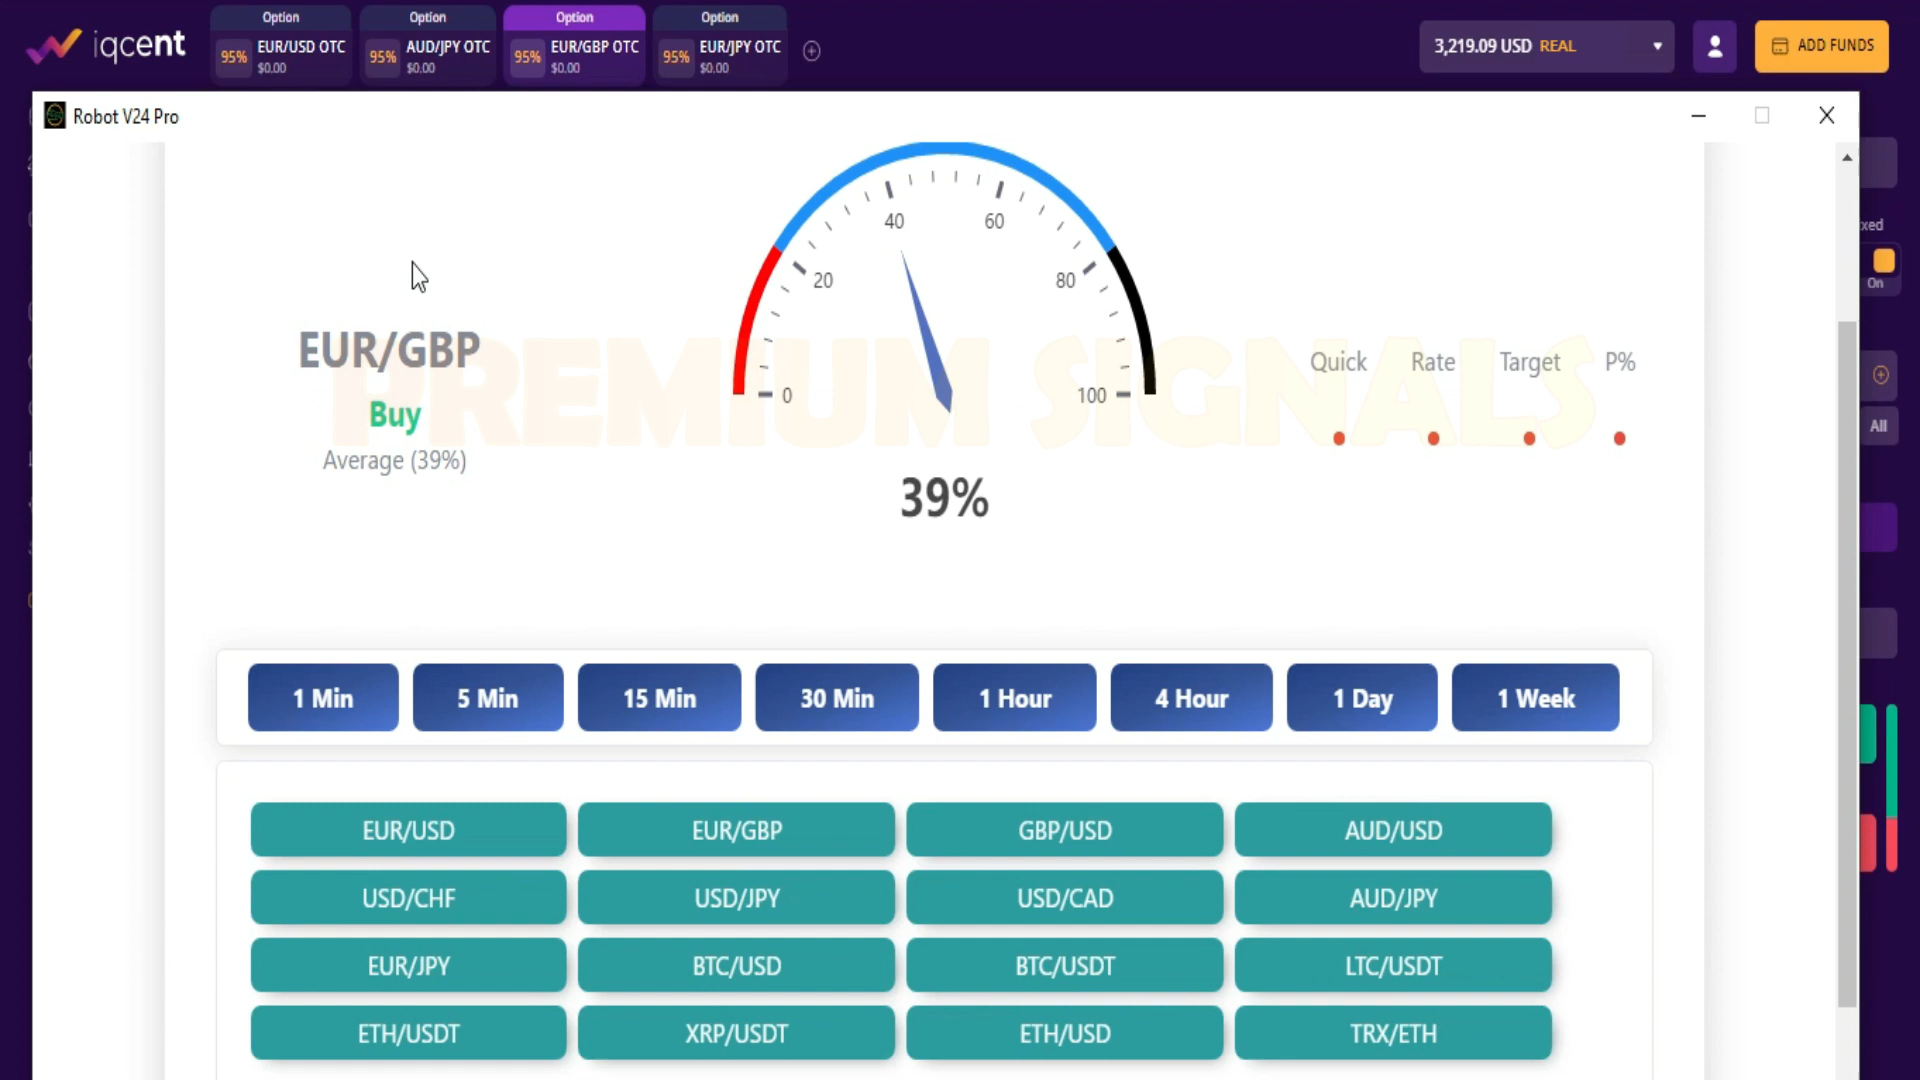 iqcent
Option
95% EUR/USD OTC
$0.00
Option
95% AUD/JPY OTC
$0.00
Option
95% EUR/GBP OTC
$0.00
Option
95% EUR/JPY OTC
$0.00
3,219.09 USD REAL
ADD FUNDS
Robot V24 Pro
xed
On
All
0
20
40
60
80
100
39%
EUR/GBP
Buy
Average (39%)
PREMIUM SIGNALS
Quick Rate Target P%
1 Min 5 Min 15 Min 30 Min 1 Hour 4 Hour 1 Day 1 Week
EUR/USD EUR/GBP GBP/USD AUD/USD
USD/CHF USD/JPY USD/CAD AUD/JPY
EUR/JPY BTC/USD BTC/USDT LTC/USDT
ETH/USDT XRP/USDT ETH/USD TRX/ETH